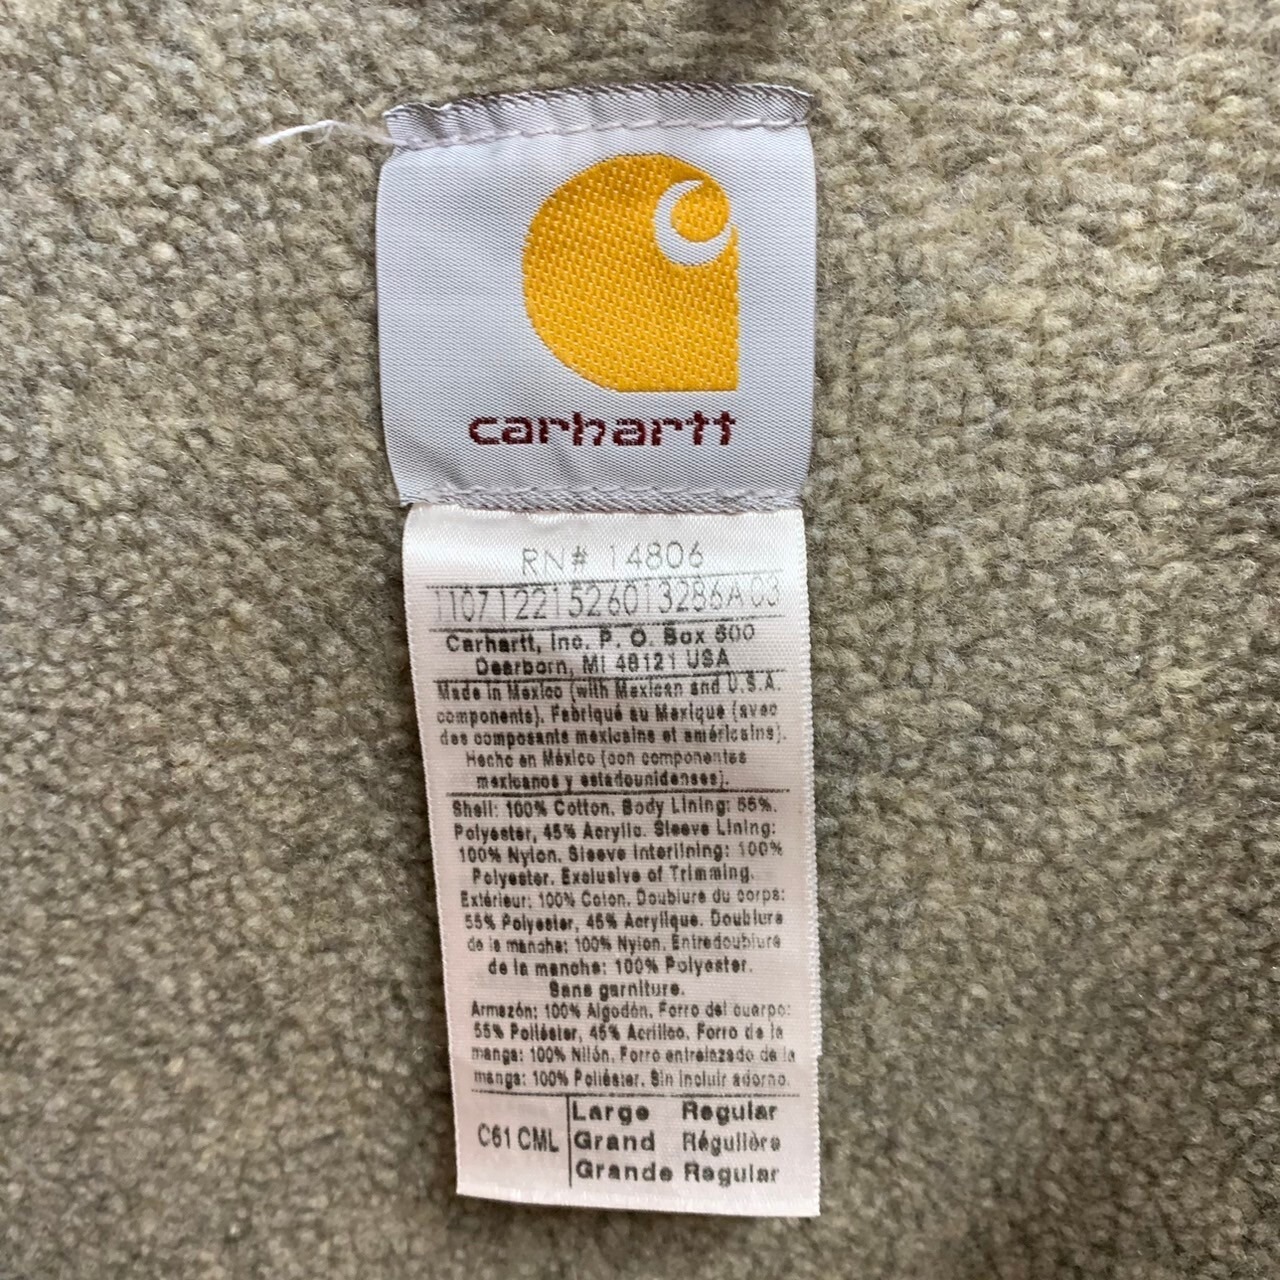 carhartt
RN# 14806
11071221526013286A 03
Carhartt, Inc. P. O. Box 600
Dearborn, MI 48121 USA
Made in Mexico (with Mexican and U.S.A.
components). Fabriqué au Mexique (avec
des composants mexicains et américains).
Hecho en México (con componentes
mexicanos y estadounidenses).
Shell: 100% Cotton. Body Lining: 55%
Polyester, 45% Acrylic. Sleeve Lining:
100% Nylon. Sleeve Interlining: 100%
Polyester. Exclusive of Trimming.
Extérieur: 100% Coton. Doublure du corps:
55% Polyester, 45% Acrylique. Doublure
de la manche: 100% Nylon. Entredoublure
de la manche: 100% Polyester.
Sans garniture.
Armazón: 100% Algodón. Forro del cuerpo:
55% Poliéster, 45% Acrílico. Forro de la
manga: 100% Nilón. Forro entrelazado de la
manga: 100% Poliéster. Sin incluir adorno.
C61 CML
Large Regular
Grand Régulière
Grande Regular